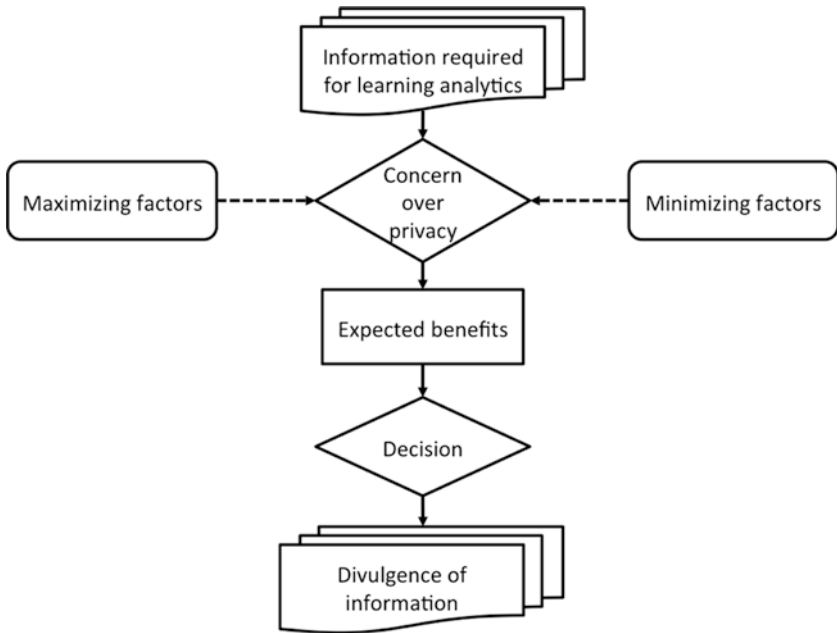 Information required
for learning analytics
Maximizing factors
Concern
over
privacy
Minimizing factors
Expected benefits
Decision
Divulgence of
information